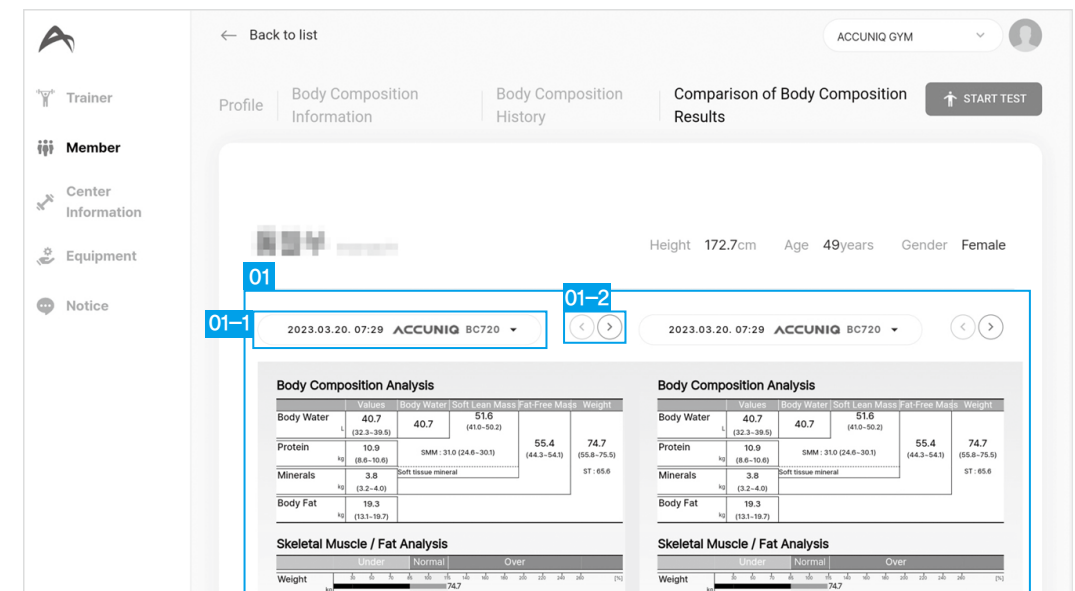 ← Back to list
ACCUNIQ GYM
Trainer
Member
Center
Information
Equipment
Notice
Profile
Body Composition
Information
Body Composition
History
Comparison of Body Composition
Results
START TEST
Height 172.7cm Age 49years Gender Female
01
01-1
01-2
2023.03.20. 07:29 ACCUNIQ BC720
2023.03.20. 07:29 ACCUNIQ BC720
Body Composition Analysis
Values Body Water Soft Lean Mass Fat-Free Mass Weight
Body Water L 40.7 (32.3~39.5) 40.7 51.6 (41.0~50.2)
Protein kg 10.9 (8.6~10.6) SMM : 31.0 (24.6~30.1) 55.4 (44.3~54.1) 74.7 (55.8~75.5)
Minerals kg 3.8 (3.2~4.0) Soft tissue mineral ST : 65.6
Body Fat kg 19.3 (13.1~19.7)
Skeletal Muscle / Fat Analysis
Under Normal Over
Weight kg 74.7 [%]
Body Composition Analysis
Values Body Water Soft Lean Mass Fat-Free Mass Weight
Body Water L 40.7 (32.3~39.5) 40.7 51.6 (41.0~50.2)
Protein kg 10.9 (8.6~10.6) SMM : 31.0 (24.6~30.1) 55.4 (44.3~54.1) 74.7 (55.8~75.5)
Minerals kg 3.8 (3.2~4.0) Soft tissue mineral ST : 65.6
Body Fat kg 19.3 (13.1~19.7)
Skeletal Muscle / Fat Analysis
Under Normal Over
Weight kg 74.7 [%]